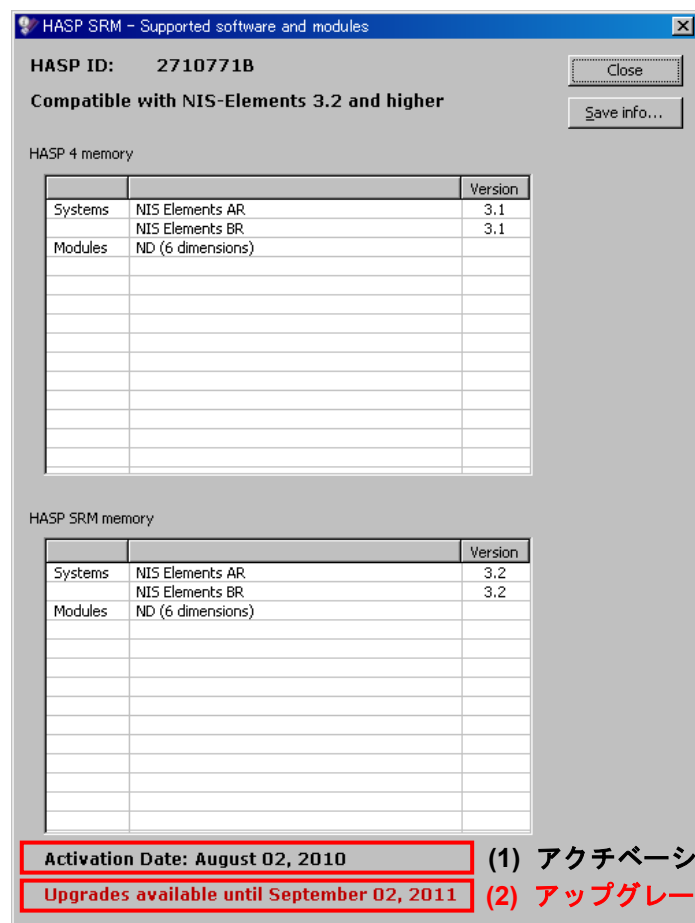 HASP SRM - Supported software and modules
HASP ID: 2710771B
Close
Compatible with NIS-Elements 3.2 and higher
Save info...
HASP 4 memory
Version
Systems NIS Elements AR 3.1
NIS Elements BR 3.1
Modules ND (6 dimensions)
HASP SRM memory
Version
Systems NIS Elements AR 3.2
NIS Elements BR 3.2
Modules ND (6 dimensions)
Activation Date: August 02, 2010 (1) アクチベーシ
Upgrades available until September 02, 2011 (2) アップグレー